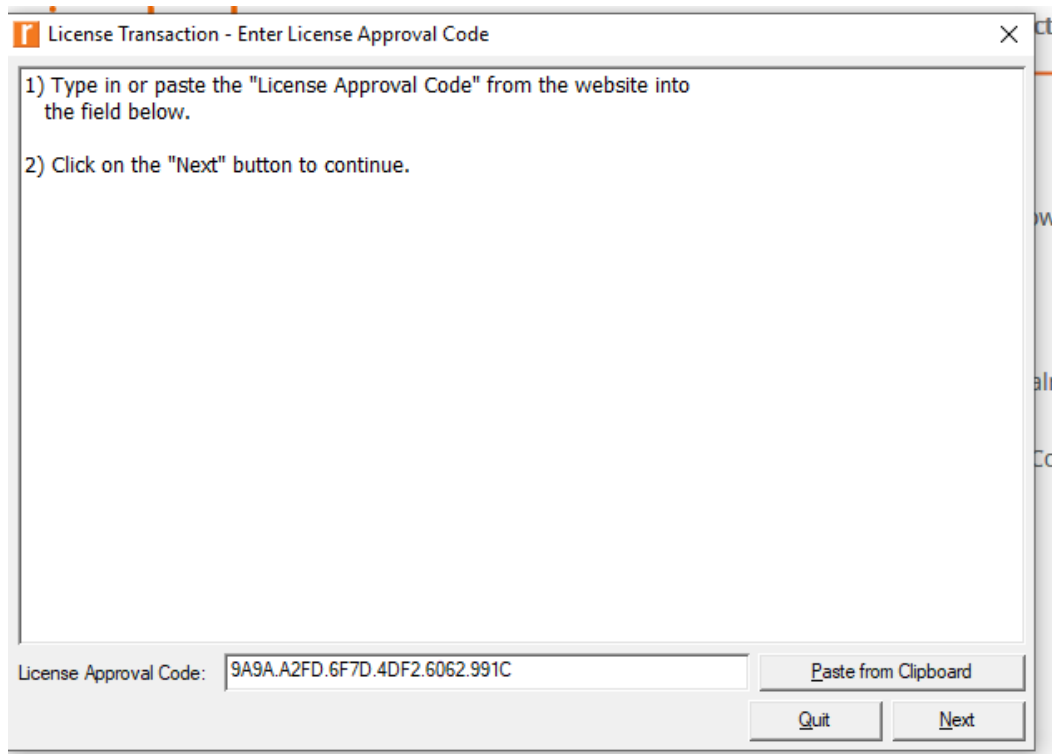 License Transaction - Enter License Approval Code
1) Type in or paste the "License Approval Code" from the website into
the field below.
2) Click on the "Next" button to continue.
License Approval Code: 9A9A.A2FD.6F7D.4DF2.6062.991C Paste from Clipboard
Quit Next